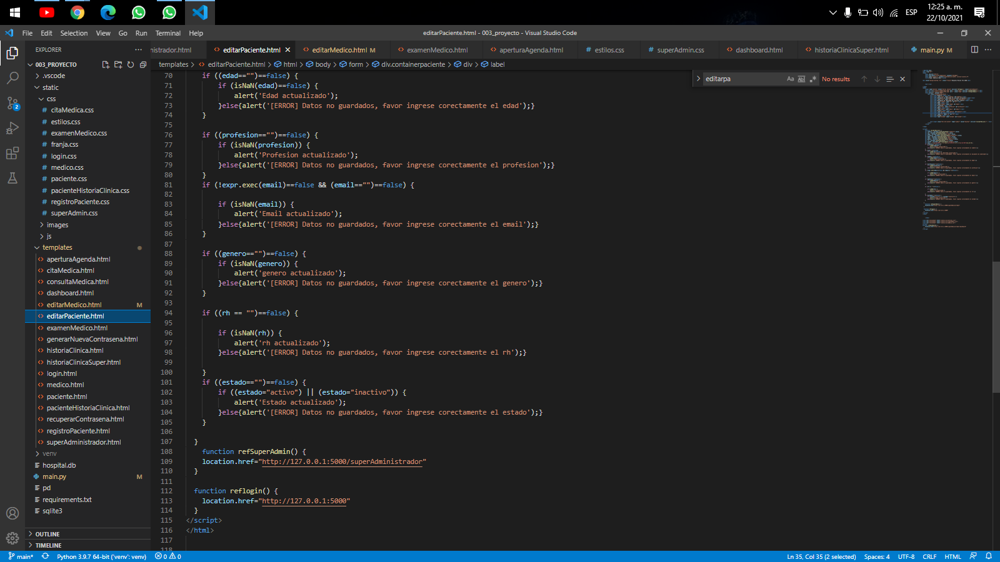 12:25 a. m.
ESP
22/10/2021
File Edit Selection View Go Run Terminal Help
editarPaciente.html - 003_proyecto - Visual Studio Code
EXPLORER
nistrador.html editarPaciente.html editarMedico.html M examenMedico.html aperturaAgenda.html estilos.css superAdmin.css dashboard.html historiaClinicaSuper.html main.py M
templates > editarPaciente.html > html > body > form > div.containerpaciente > div > label
editarpa
Aa Ab No results
003_PROYECTO
.vscode
static
css
citaMedica.css
estilos.css
examenMedico.css
franja.css
login.css
medico.css
paciente.css
pacienteHistoriaClinica.css
registroPaciente.css
superAdmin.css
images
js
templates
aperturaAgenda.html
citaMedica.html
consultaMedica.html
dashboard.html
editarMedico.html M
editarPaciente.html
examenMedico.html
generarNuevaContrasena.html
historiaClinica.html
historiaClinicaSuper.html
login.html
medico.html
paciente.html
pacienteHistoriaClinica.html
recuperarContrasena.html
registroPaciente.html
superAdministrador.html
venv
hospital.db
main.py M
pd
requirements.txt
sqlite3
OUTLINE
TIMELINE
2
70 if ((edad=="")==false) {
71 if (isNaN(edad)==false) {
72 alert('Edad actualizado');
73 }else{alert('[ERROR] Datos no guardados, favor ingrese corectamente el edad');}
74 }
75
76 if ((profesion=="")==false) {
77 if (isNaN(profesion)) {
78 alert('Profesion actualizado');
79 }else{alert('[ERROR] Datos no guardados, favor ingrese corectamente el profesion');}
80 }
81 if (!expr.exec(email)==false && (email=="")==false) {
82
83 if (isNaN(email)) {
84 alert('Email actualizado');
85 }else{alert('[ERROR] Datos no guardados, favor ingrese corectamente el email');}
86 }
87
88 if ((genero=="")==false) {
89 if (isNaN(genero)) {
90 alert('genero actualizado');
91 }else{alert('[ERROR] Datos no guardados, favor ingrese corectamente el genero');}
92 }
93
94 if ((rh == "")==false) {
95
96 if (isNaN(rh)) {
97 alert('rh actualizado');
98 }else{alert('[ERROR] Datos no guardados, favor ingrese corectamente el rh');}
99
100 }
101 if ((estado=="")==false) {
102 if ((estado="activo") || (estado="inactivo")) {
103 alert('Estado actualizado');
104 }else{alert('[ERROR] Datos no guardados, favor ingrese corectamente el estado');}
105 }
106
107 }
108 function refSuperAdmin() {
109 location.href="http://127.0.0.1:5000/superAdministrador"
110 }
111
112 function reflogin() {
113 location.href="http://127.0.0.1:5000"
114 }
115 </script>
116 </html>
117
118
main* Python 3.9.7 64-bit ('venv': venv) 0 0 Ln 35, Col 35 (2 selected) Spaces: 4 UTF-8 CRLF HTML